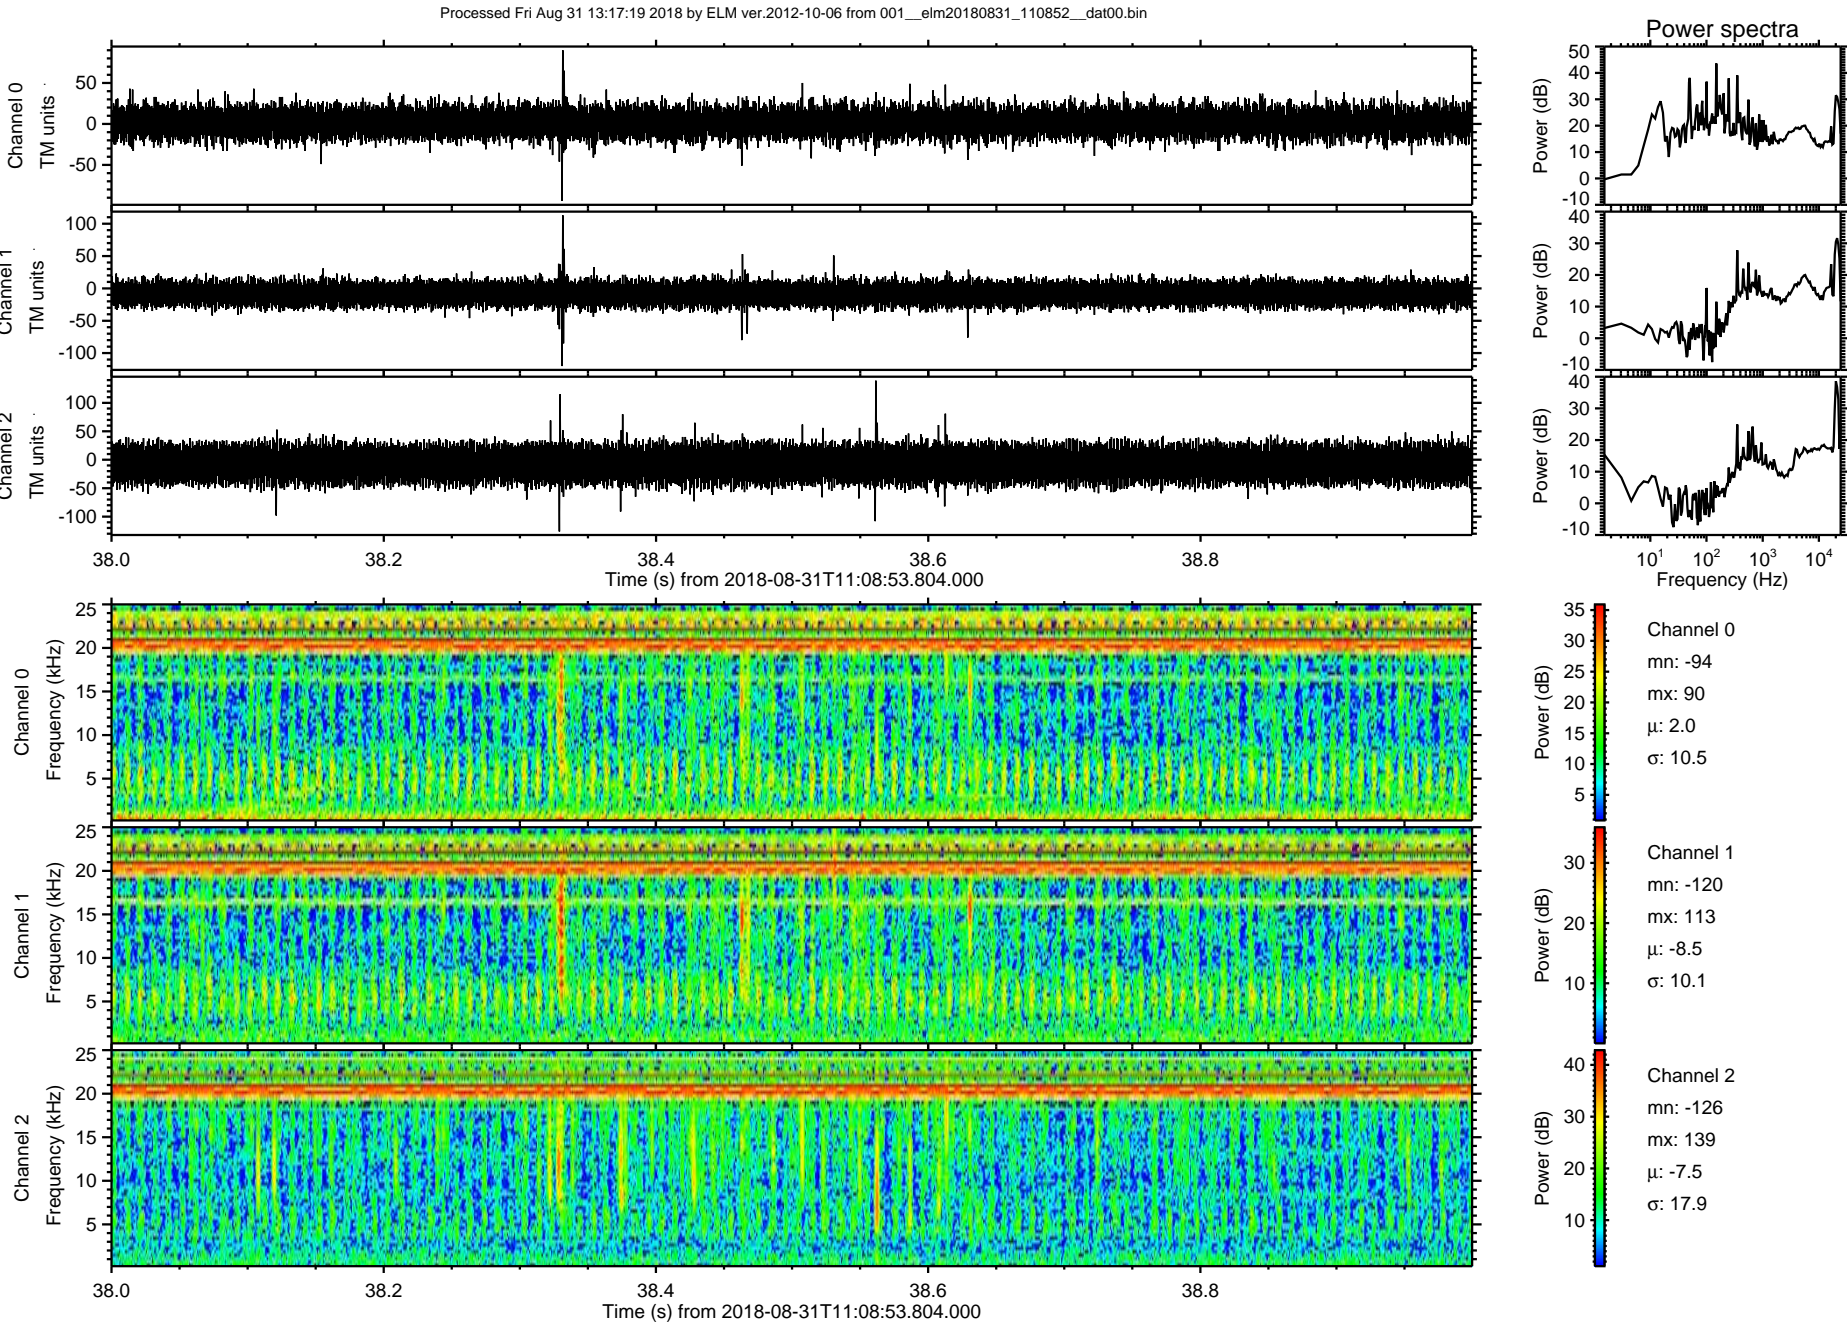 Processed Fri Aug 31 13:17:19 2018 by ELM ver.2012-10-06 from 001__elm20180831_110852__dat00.bin
Power spectra
Channel 0
TM units
50
0
-50
Power (dB)
50
40
30
20
10
0
-10
Channel 1
TM units
100
50
0
-50
-100
Power (dB)
40
30
20
10
0
-10
Channel 2
TM units
100
50
0
-50
-100
Power (dB)
40
30
20
10
0
-10
38.0 38.2 38.4 38.6 38.8
Time (s) from 2018-08-31T11:08:53.804.000
10¹ 10² 10³ 10⁴
Frequency (Hz)
Channel 0
Frequency (kHz)
25
20
15
10
5
Power (dB)
35
30
25
20
15
10
5
Channel 0
mn: -94
mx: 90
μ: 2.0
σ: 10.5
Channel 1
Frequency (kHz)
25
20
15
10
5
Power (dB)
30
20
10
Channel 1
mn: -120
mx: 113
μ: -8.5
σ: 10.1
Channel 2
Frequency (kHz)
25
20
15
10
5
Power (dB)
40
30
20
10
Channel 2
mn: -126
mx: 139
μ: -7.5
σ: 17.9
38.0 38.2 38.4 38.6 38.8
Time (s) from 2018-08-31T11:08:53.804.000